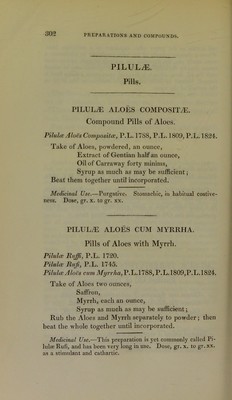 302 PREPARATIONS AND COMPOUNDS.
PILULÆ.
Pills.
PILULÆ ALOËS COMPOSITÆ.
Compound Pills of Aloes.
Pilulæ Aloës Compositæ, P.L. 1788, P.L. 1809, P.L. 1824.
Take of Aloes, powdered, an ounce,
Extract of Gentian half an ounce,
Oil of Carraway forty minims,
Syrup as much as may be sufficient;
Beat them together until incorporated.
Medicinal Use.—Purgative. Stomachic, in habitual costive-
ness. Dose, gr. x. to gr. xx.
PILULÆ ALOËS CUM MYRRHA.
Pills of Aloes with Myrrh.
Pilulæ Ruffi, P.L. 1720.
Pilulæ Rufi, P.L. 1745.
Pilulæ Aloës cum Myrrha, P.L.1788, P.L.1809, P.L.1824.
Take of Aloes two ounces,
Saffron,
Myrrh, each an ounce,
Syrup as much as may be sufficient;
Rub the Aloes and Myrrh separately to powder; then
beat the whole together until incorporated.
Medicinal Use.—This preparation is yet commonly called Pi-
lulæ Rufi, and has been very long in use. Dose, gr. x. to gr. xx.
as a stimulant and cathartic.